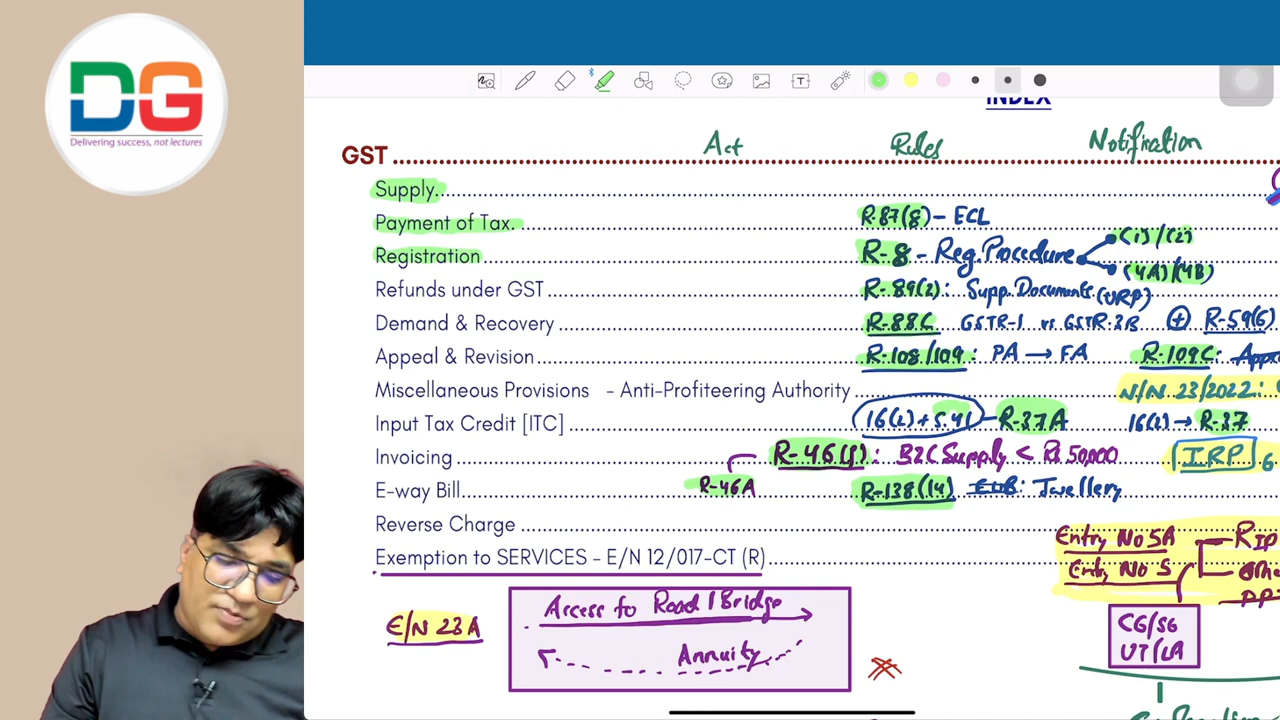 DG
Delivering success, not lectures
INDEX
Act Rules Notification
GST
Supply
Payment of Tax. R-87(8) - ECL
Registration R-8 - Reg. Procedure (1)/(2)
(4A)/(4B)
Refunds under GST R-89(2): Supp. Documents (URP)
Demand & Recovery R-88C GSTR-1 vs GSTR-3B + R-59(6)
Appeal & Revision R-108/109: PA → FA R-109C:
Miscellaneous Provisions - Anti-Profiteering Authority N/N 23/2022:
Input Tax Credit [ITC] 16(2)+S.41 - R-37A 16(2) → R-37
Invoicing R-46(f): B2C Supply < Rs 50,000 IRP
E-way Bill R-46A R-138(14) EWB: Jwellery
Reverse Charge
Entry No 5A
Exemption to SERVICES - E/N 12/017-CT (R)
Entry No 5
E/N 23A Access to Road/Bridge
Annuity
CG/SG
UT/LA